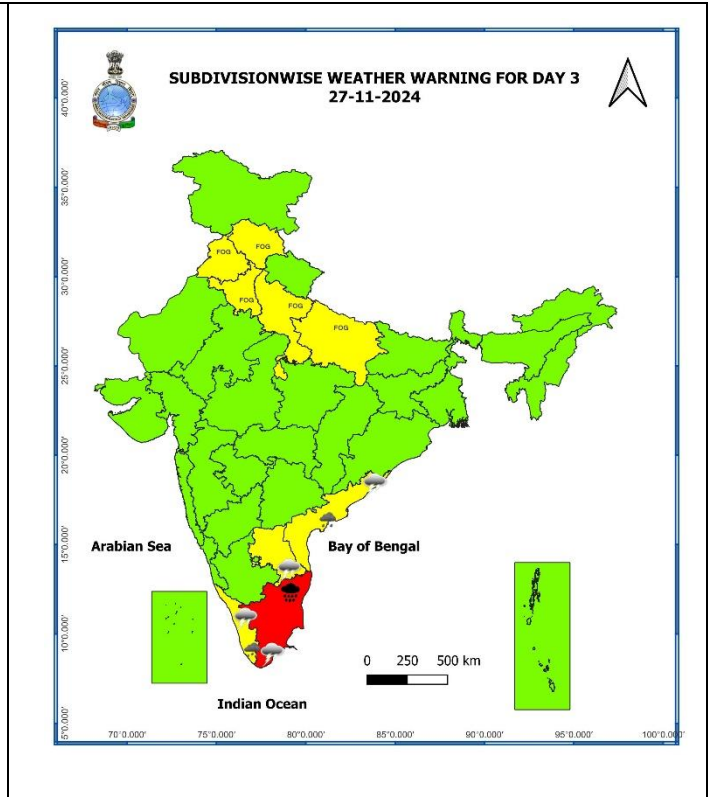 SUBDIVISIONWISE WEATHER WARNING FOR DAY 3
27-11-2024
40°0.000'
35°0.000'
30°0.000'
25°0.000'
20°0.000'
15°0.000'
10°0.000'
5°0.000'
FOG
FOG
FOG
FOG
FOG
Arabian Sea
Bay of Bengal
0 250 500 km
Indian Ocean
70°0.000' 75°0.000' 80°0.000' 85°0.000' 90°0.000' 95°0.000' 100°0.000'